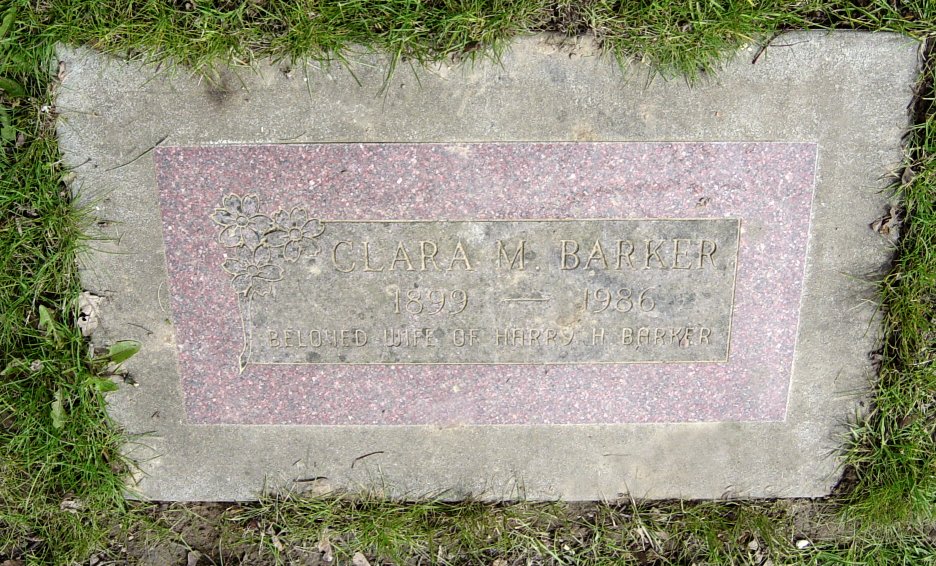 CLARA M. BARKER
1899 — 1986
BELOVED WIFE OF HARRY H BARKER